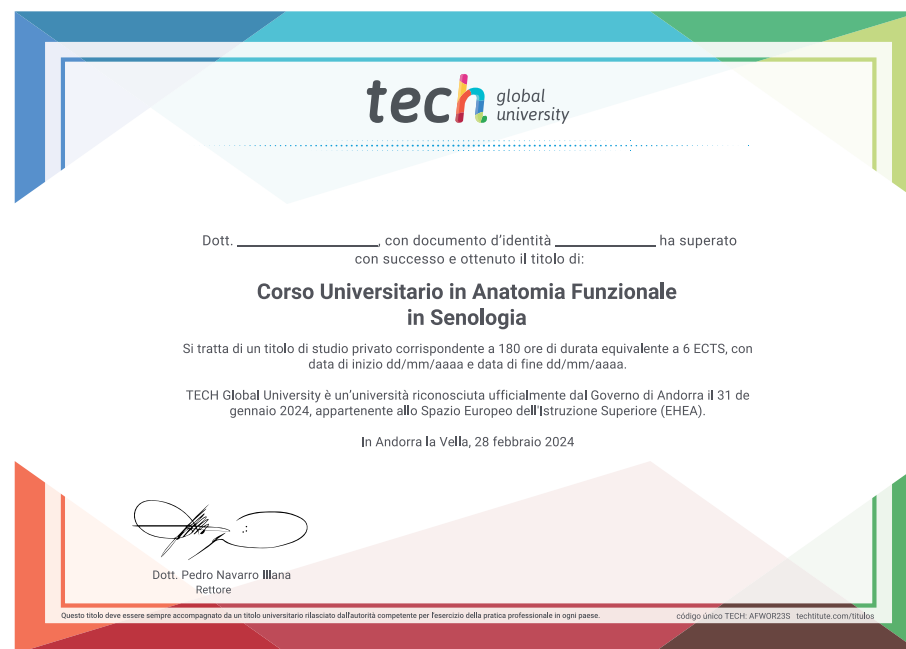 tech global university
Dott. ____________, con documento d'identità ____________ ha superato
con successo e ottenuto il titolo di:
Corso Universitario in Anatomia Funzionale
in Senologia
Si tratta di un titolo di studio privato corrispondente a 180 ore di durata equivalente a 6 ECTS, con
data di inizio dd/mm/aaaa e data di fine dd/mm/aaaa.
TECH Global University è un'università riconosciuta ufficialmente dal Governo di Andorra il 31 de
gennaio 2024, appartenente allo Spazio Europeo dell'Istruzione Superiore (EHEA).
In Andorra la Vella, 28 febbraio 2024
Dott. Pedro Navarro Illana
Rettore
Questo titolo deve essere sempre accompagnato da un titolo universitario rilasciato dall'autorità competente per l'esercizio della pratica professionale in ogni paese.
código único TECH: AFWOR23S techtitute.com/titulos